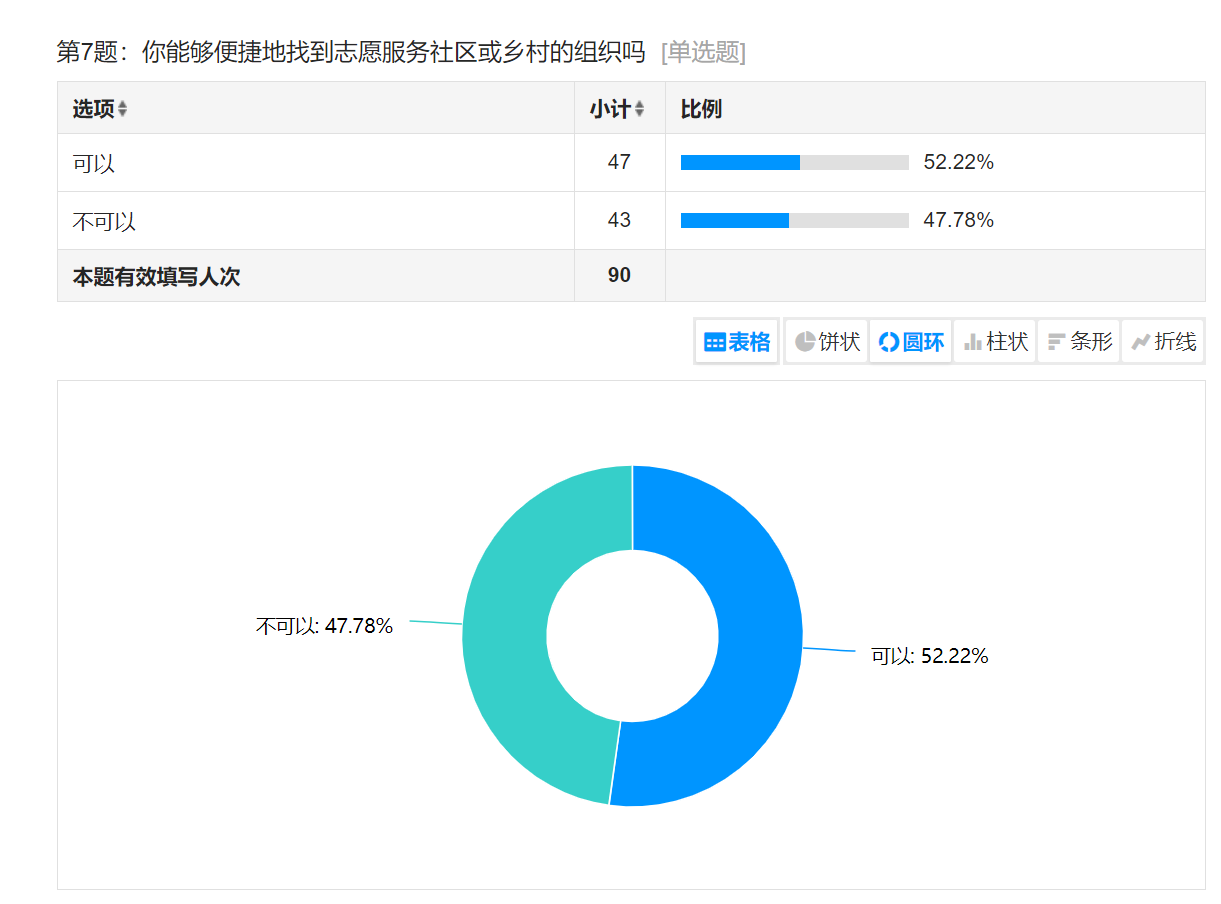 第7题：你能够便捷地找到志愿服务社区或乡村的组织吗 [单选题]
选项 小计 比例
可以 47 52.22%
不可以 43 47.78%
本题有效填写人次 90
表格 饼状 圆环 柱状 条形 折线
不可以: 47.78%
可以: 52.22%